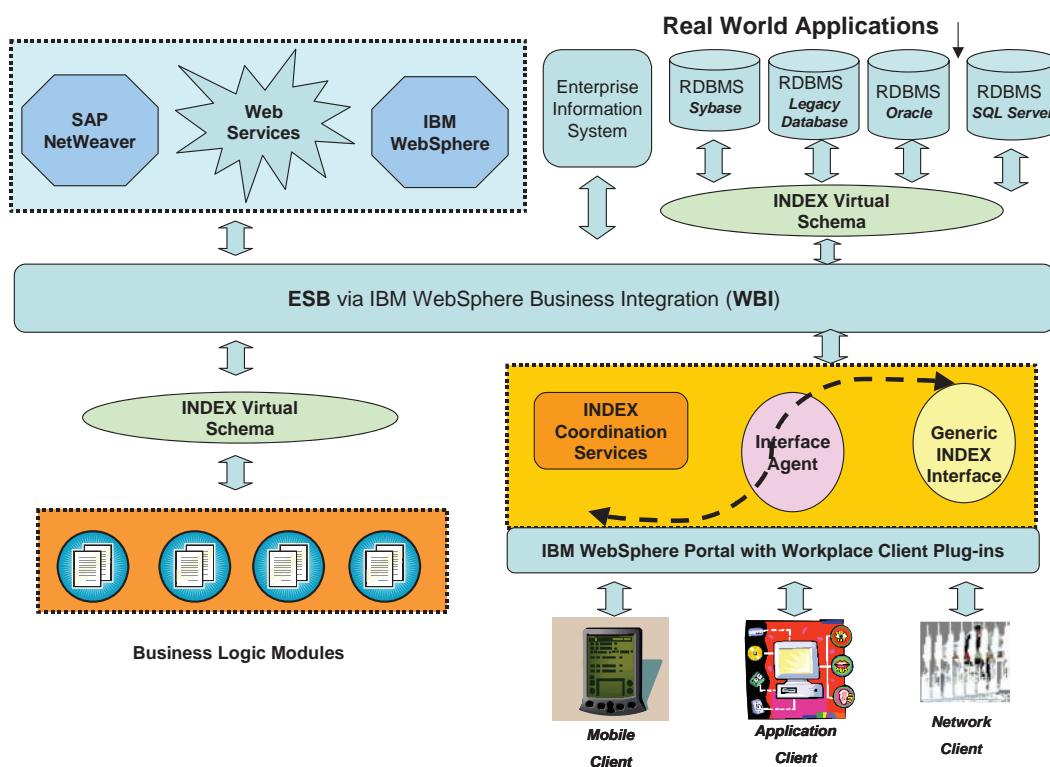 Real World Applications
SAP
NetWeaver
Web
Services
IBM
WebSphere
Enterprise
Information
System
RDBMS
Sybase
RDBMS
Legacy
Database
RDBMS
Oracle
RDBMS
SQL Server
INDEX Virtual
Schema
ESB via IBM WebSphere Business Integration (WBI)
INDEX Virtual
Schema
INDEX
Coordination
Services
Interface
Agent
Generic
INDEX
Interface
IBM WebSphere Portal with Workplace Client Plug-ins
Business Logic Modules
Mobile
Client
Application
Client
Network
Client